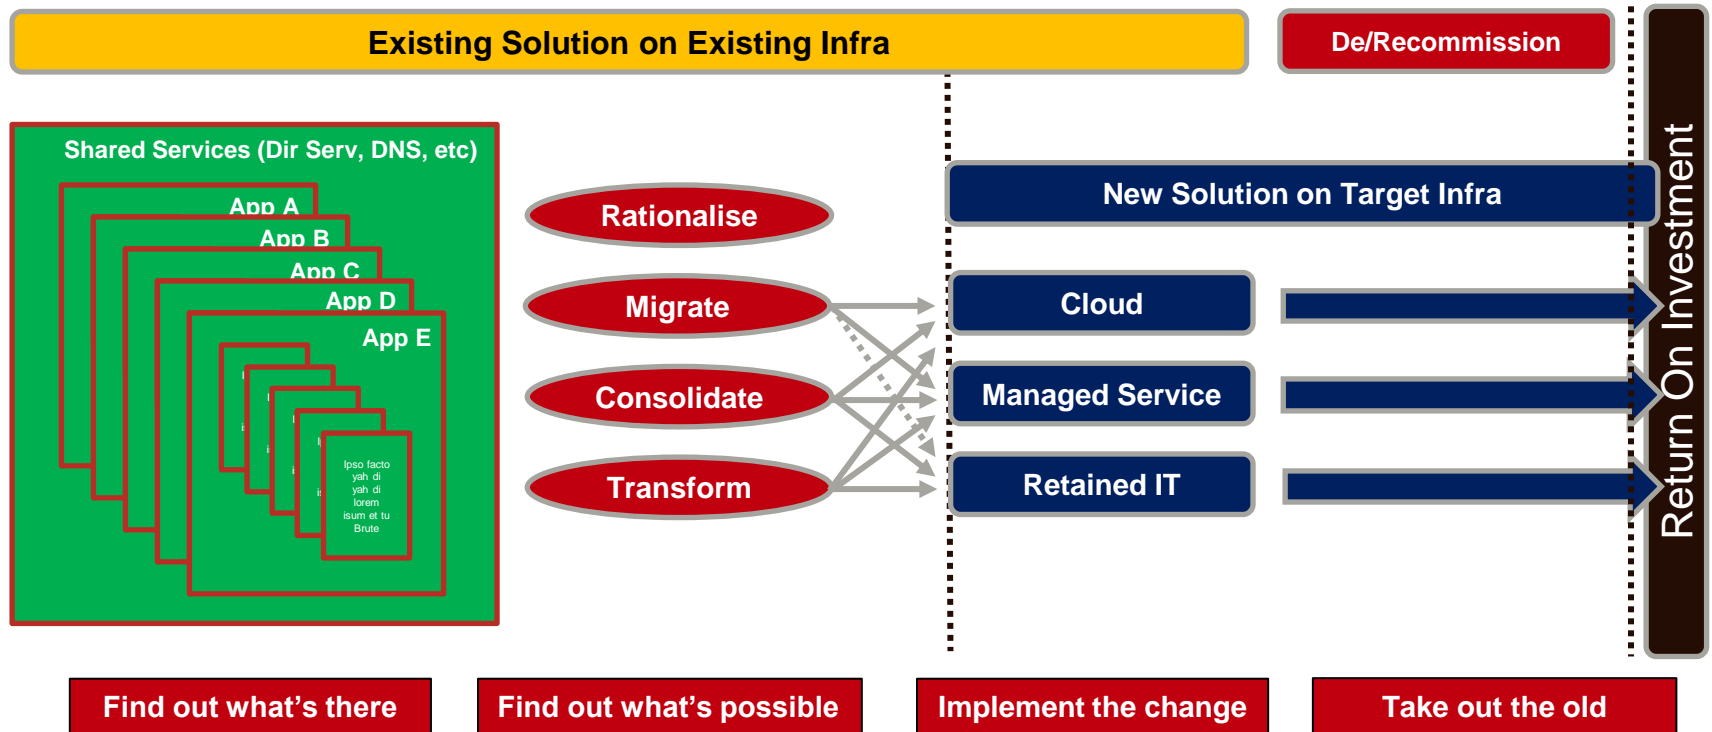 Existing Solution on Existing Infra
De/Recommission
Shared Services (Dir Serv, DNS, etc)
App A
App B
App C
App D
App E
Ipso facto
yah di
yah di
lorem
isum et tu
Brute
Rationalise
Migrate
Consolidate
Transform
New Solution on Target Infra
Cloud
Managed Service
Retained IT
Return On Investment
Find out what's there
Find out what's possible
Implement the change
Take out the old